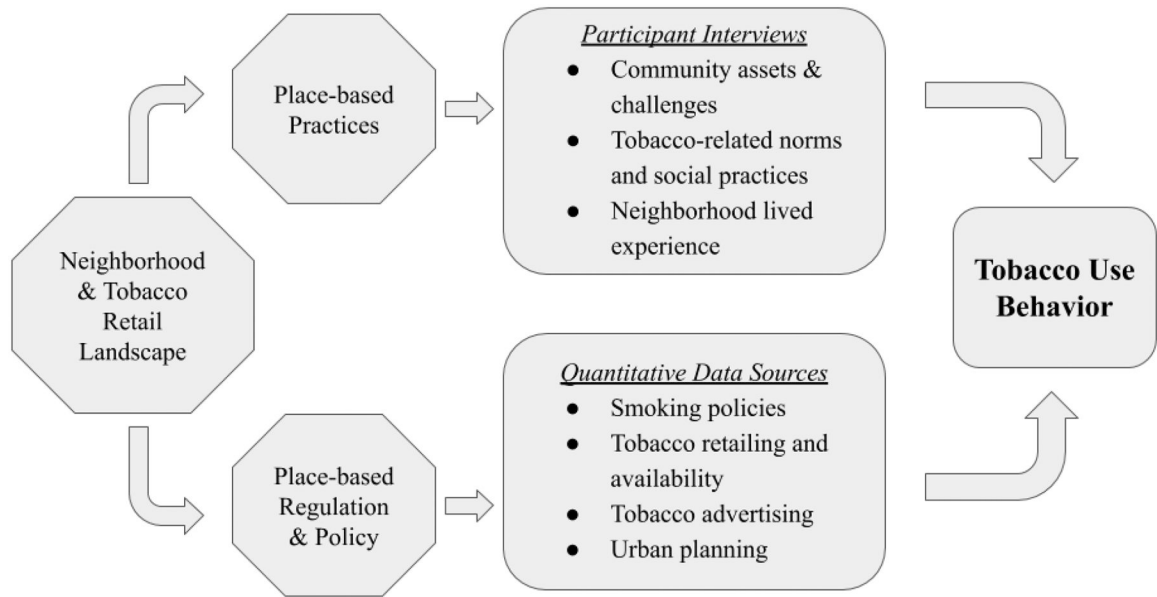 Neighborhood
& Tobacco
Retail
Landscape
Place-based
Practices
Participant Interviews
● Community assets &
challenges
● Tobacco-related norms
and social practices
● Neighborhood lived
experience
Place-based
Regulation
& Policy
Quantitative Data Sources
● Smoking policies
● Tobacco retailing and
availability
● Tobacco advertising
● Urban planning
Tobacco Use
Behavior